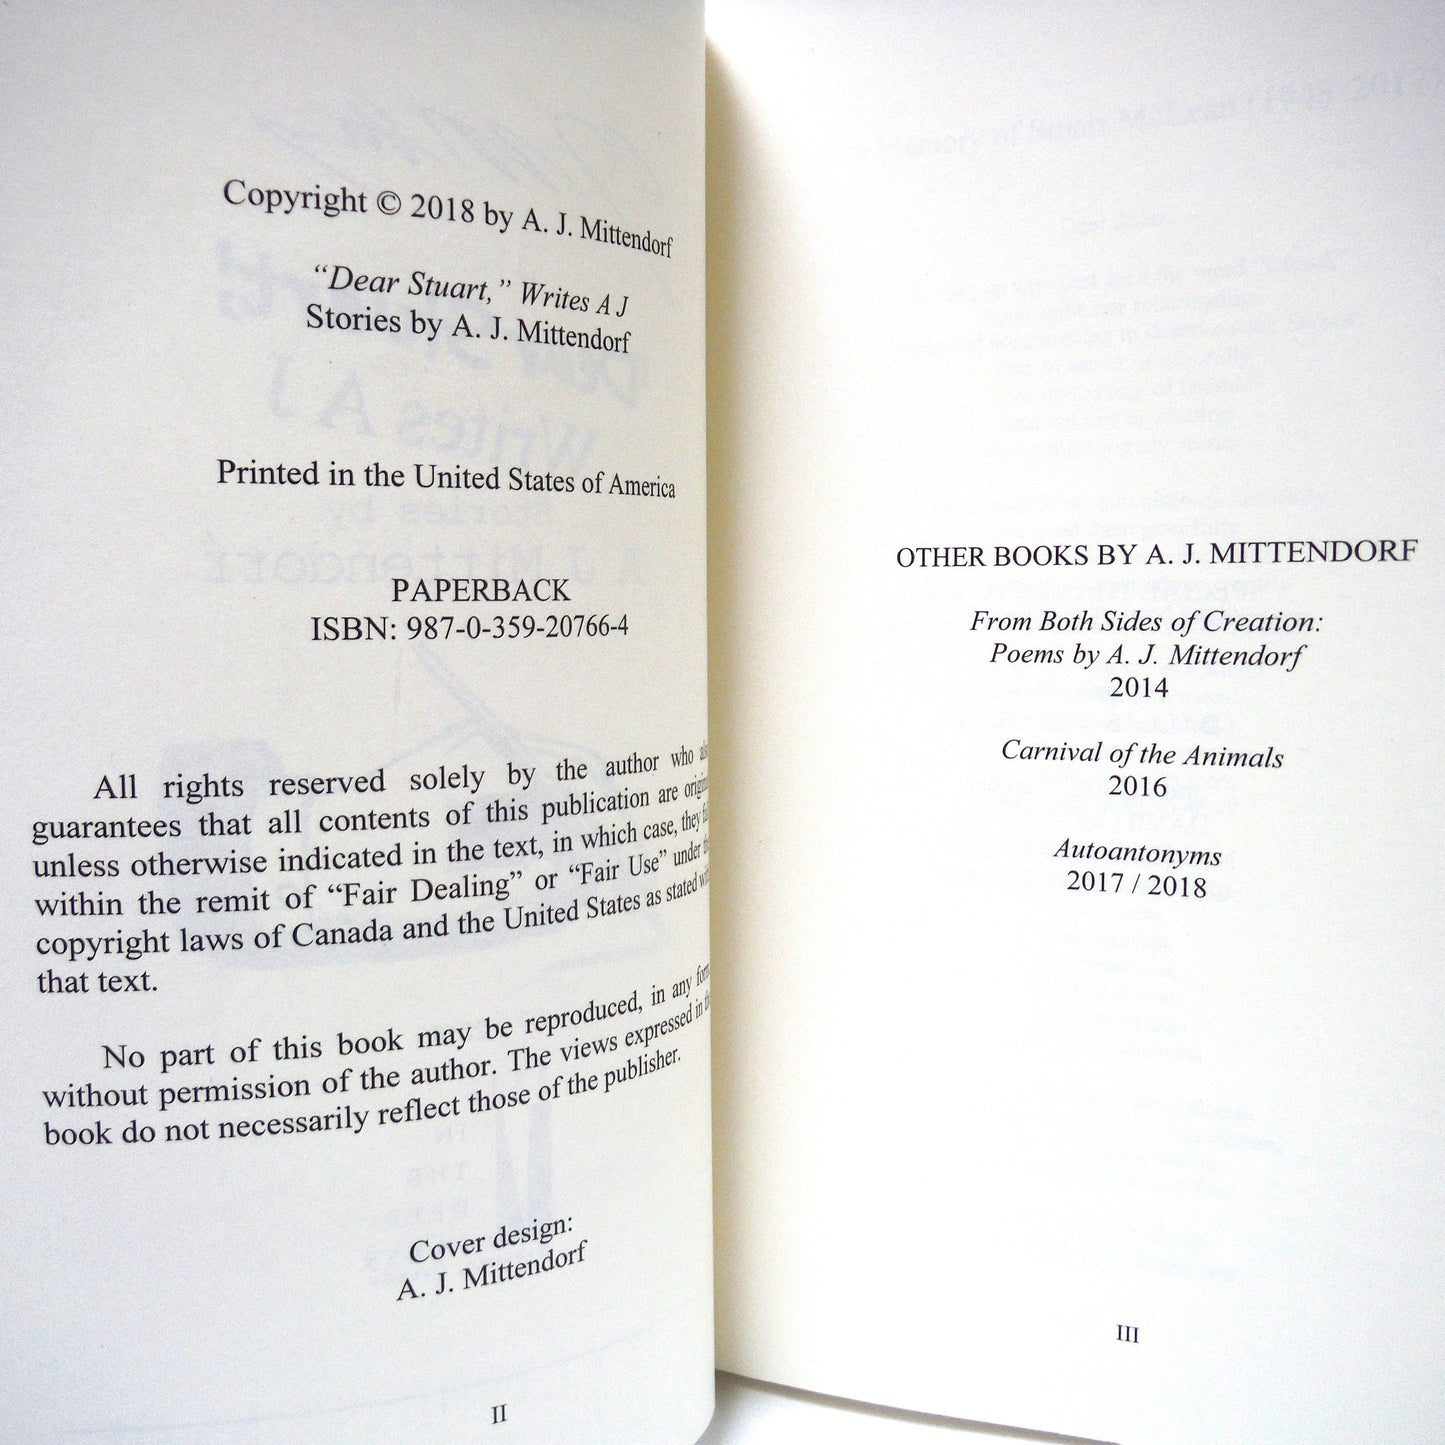 Copyright © 2018 by A. J. Mittendorf
“Dear Stuart,” Writes A J
Stories by A. J. Mittendorf
Printed in the United States of America
PAPERBACK
ISBN: 987-0-359-20766-4
All rights reserved solely by the author who
guarantees that all contents of this publication are
unless otherwise indicated in the text, in which case, they
within the remit of “Fair Dealing” or “Fair Use” under
copyright laws of Canada and the United States as stated
that text.
No part of this book may be reproduced, in any
without permission of the author. The views expressed in
book do not necessarily reflect those of the publisher.
Cover design:
A. J. Mittendorf
II
OTHER BOOKS BY A. J. MITTENDORF
From Both Sides of Creation:
Poems by A. J. Mittendorf
2014
Carnival of the Animals
2016
Autoantonyms
2017 / 2018
III